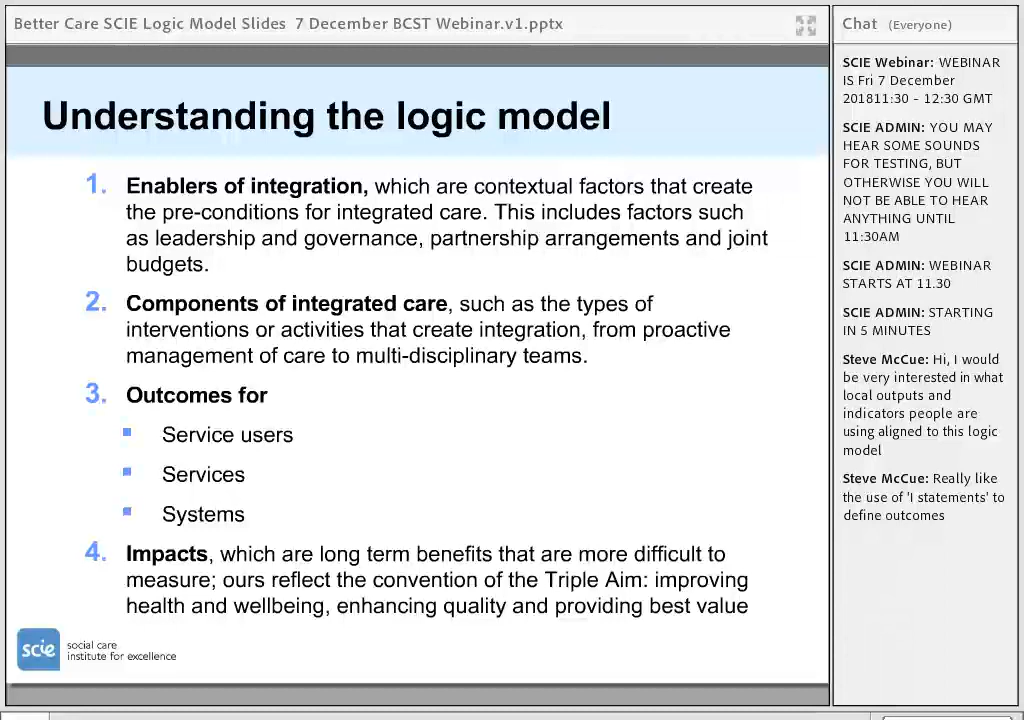 Better Care SCIE Logic Model Slides  7 December BCST Webinar.v1.pptx
Understanding the logic model
1. Enablers of integration, which are contextual factors that create
the pre-conditions for integrated care. This includes factors such
as leadership and governance, partnership arrangements and joint
budgets.
2. Components of integrated care, such as the types of
interventions or activities that create integration, from proactive
management of care to multi-disciplinary teams.
3. Outcomes for
Service users
Services
Systems
4. Impacts, which are long term benefits that are more difficult to
measure; ours reflect the convention of the Triple Aim: improving
health and wellbeing, enhancing quality and providing best value
scie social care
institute for excellence
Chat (Everyone)
SCIE Webinar: WEBINAR
IS Fri 7 December
201811:30 - 12:30 GMT
SCIE ADMIN: YOU MAY
HEAR SOME SOUNDS
FOR TESTING, BUT
OTHERWISE YOU WILL
NOT BE ABLE TO HEAR
ANYTHING UNTIL
11:30AM
SCIE ADMIN: WEBINAR
STARTS AT 11.30
SCIE ADMIN: STARTING
IN 5 MINUTES
Steve McCue: Hi, I would
be very interested in what
local outputs and
indicators people are
using aligned to this logic
model
Steve McCue: Really like
the use of 'I statements' to
define outcomes